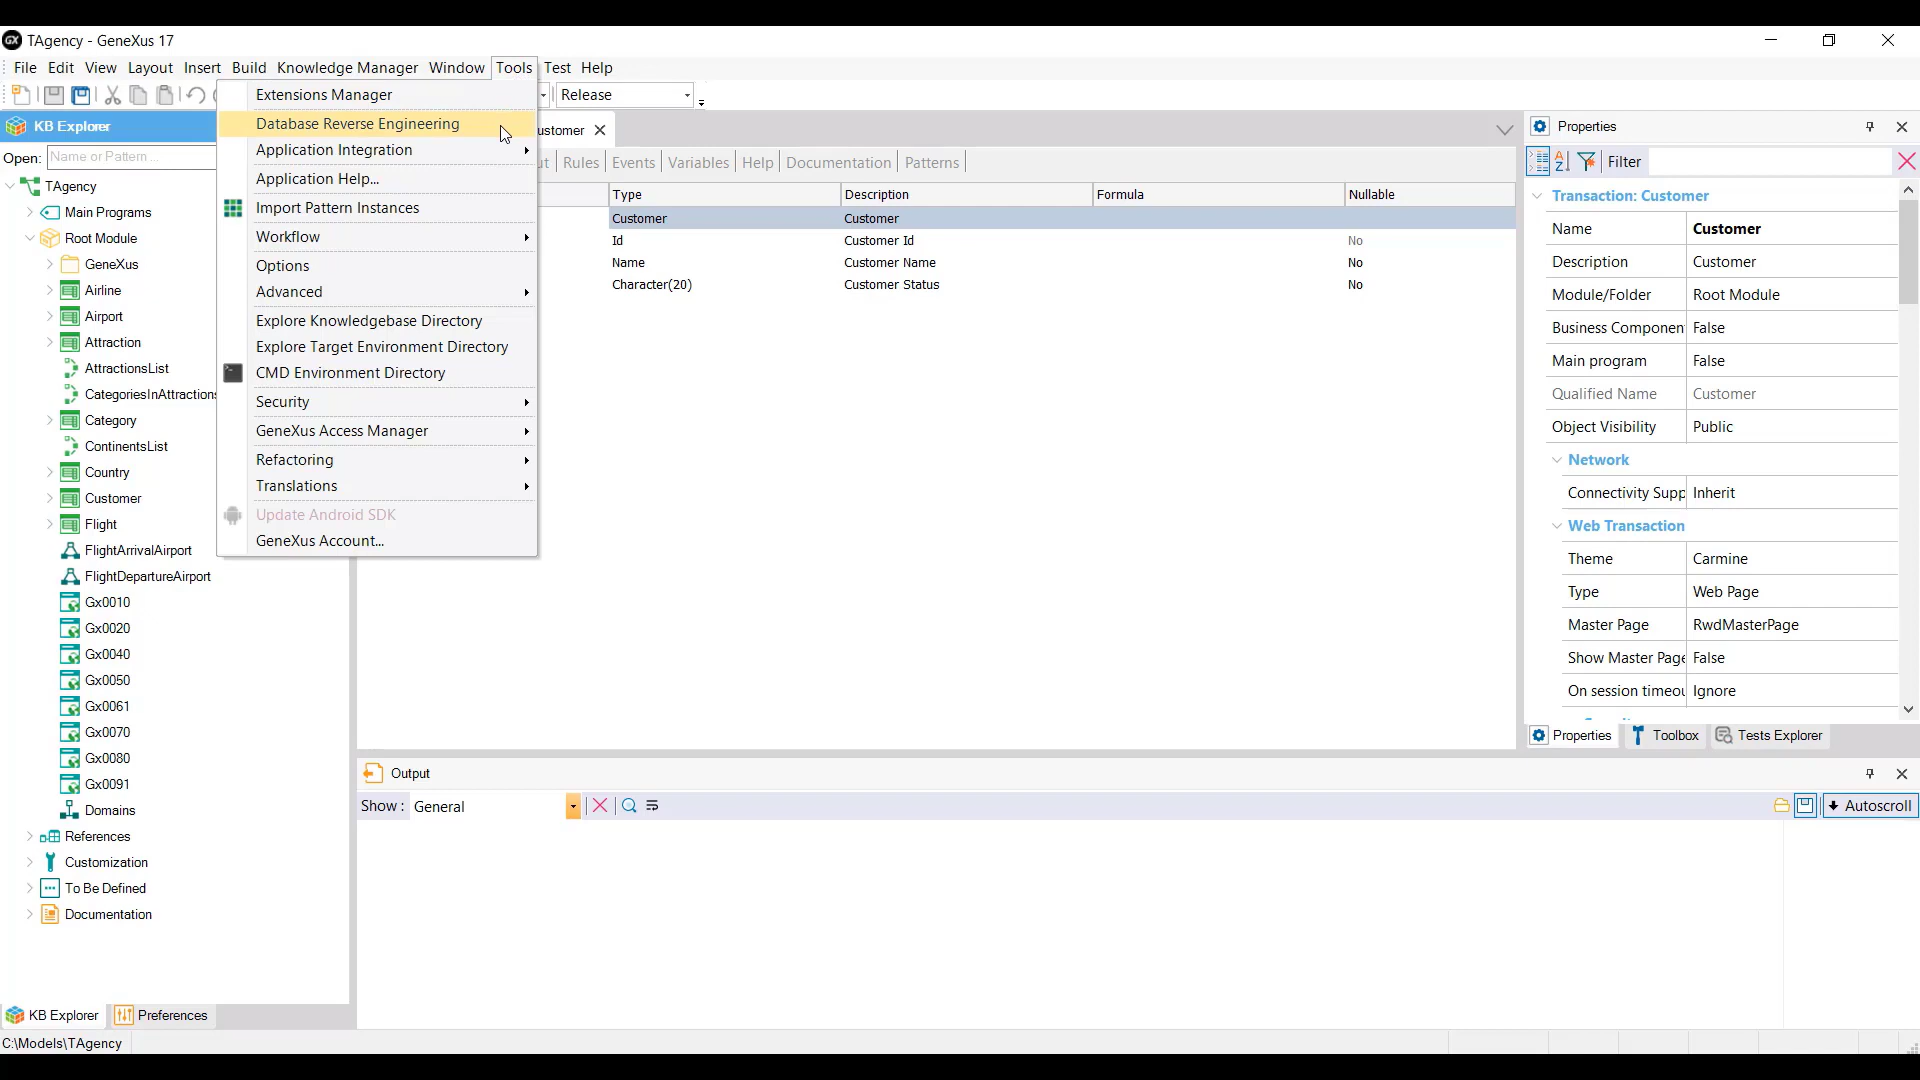 TAgency - GeneXus 17
File Edit View Layout Insert Build Knowledge Manager Window Tools Test Help
Release
KB Explorer
Open: Name or Pattern ...
TAgency
Main Programs
Root Module
GeneXus
Airline
Airport
Attraction
AttractionsList
CategoriesInAttractions
Category
ContinentsList
Country
Customer
Flight
FlightArrivalAirport
FlightDepartureAirport
Gx0010
Gx0020
Gx0040
Gx0050
Gx0061
Gx0070
Gx0080
Gx0091
Domains
References
Customization
To Be Defined
Documentation
KB Explorer Preferences
C:\Models\TAgency
Extensions Manager
Database Reverse Engineering
Application Integration
Application Help...
Import Pattern Instances
Workflow
Options
Advanced
Explore Knowledgebase Directory
Explore Target Environment Directory
CMD Environment Directory
Security
GeneXus Access Manager
Refactoring
Translations
Update Android SDK
GeneXus Account...
ustomer
ut Rules Events Variables Help Documentation Patterns
Type Description Formula Nullable
Customer Customer
Id Customer Id No
Name Customer Name No
Character(20) Customer Status No
Output
Show : General
Autoscroll
Properties
Filter
Transaction: Customer
Name Customer
Description Customer
Module/Folder Root Module
Business Componen False
Main program False
Qualified Name Customer
Object Visibility Public
Network
Connectivity Supp Inherit
Web Transaction
Theme Carmine
Type Web Page
Master Page RwdMasterPage
Show Master Page False
On session timeou Ignore
Properties Toolbox Tests Explorer